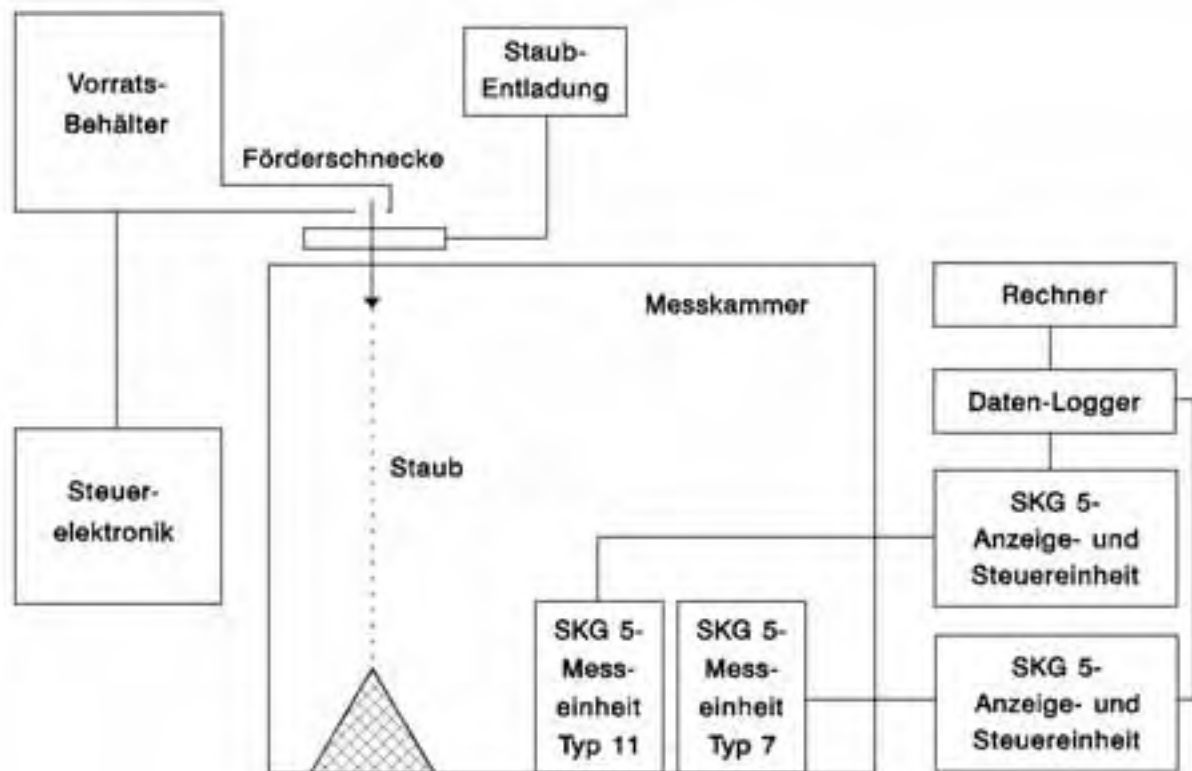 Vorrats-
Behälter
Staub-
Entladung
Förderschnecke
Messkammer
Rechner
Daten-Logger
Staub
Steuer-
elektronik
SKG 5-
Anzeige- und
Steuereinheit
SKG 5-
Mess-
einheit
Typ 11
SKG 5-
Mess-
einheit
Typ 7
SKG 5-
Anzeige- und
Steuereinheit